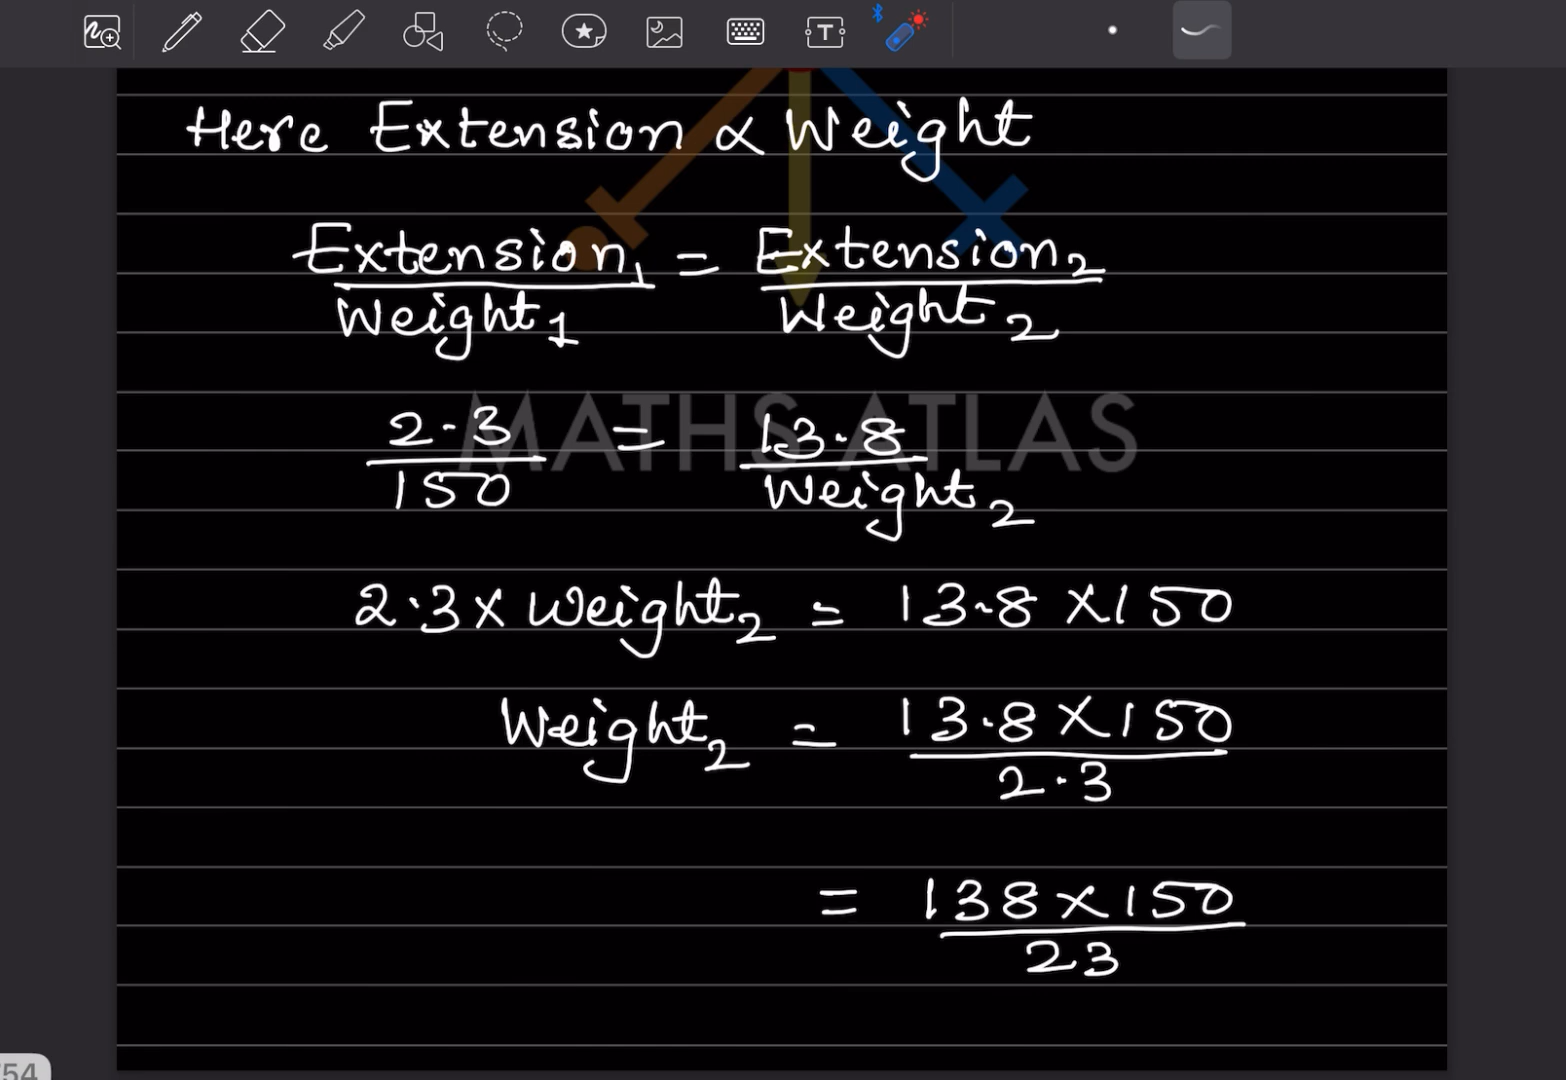 Here Extension ∝ Weight
Extension₁ = Extension₂
Weight₁ Weight₂
MATHS ATLAS
2.3 = 13.8
150 Weight₂
2.3 × Weight₂ = 13.8 × 150
Weight₂ = 13.8 × 150
2.3
= 138 × 150
23
54